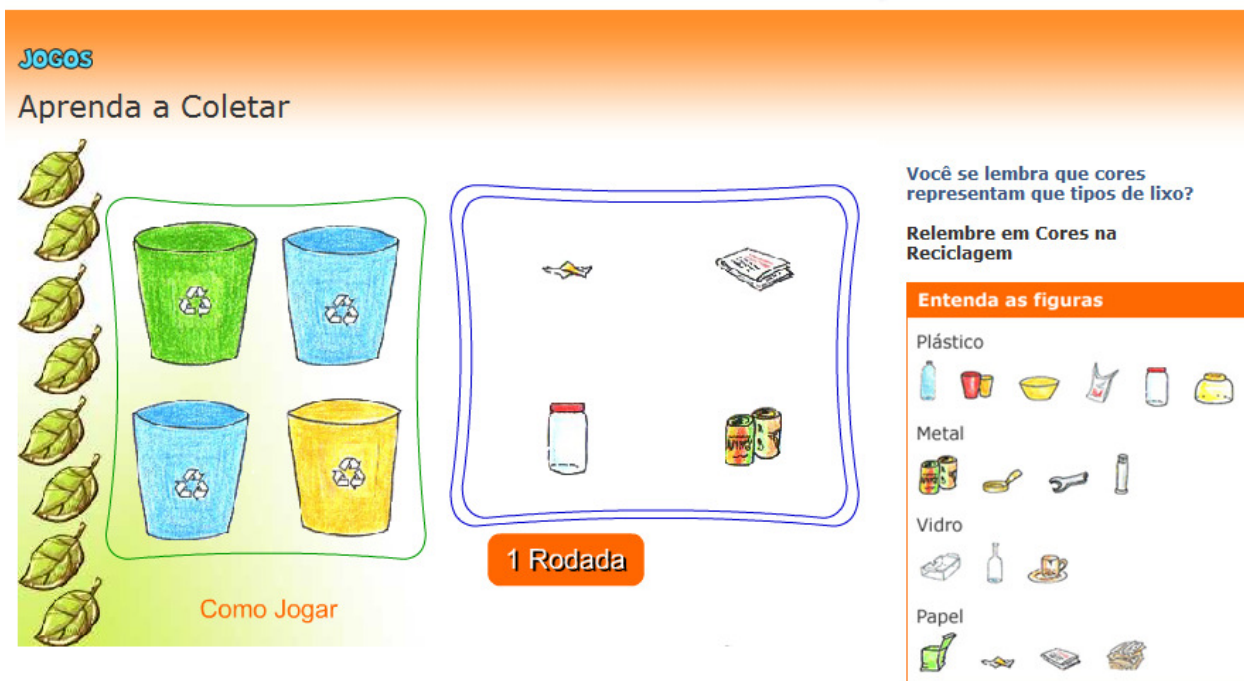 JOGOS
Aprenda a Coletar
Como Jogar
1 Rodada
Você se lembra que cores
representam que tipos de lixo?
Relembre em Cores na
Reciclagem
Entenda as figuras
Plástico
Metal
Vidro
Papel